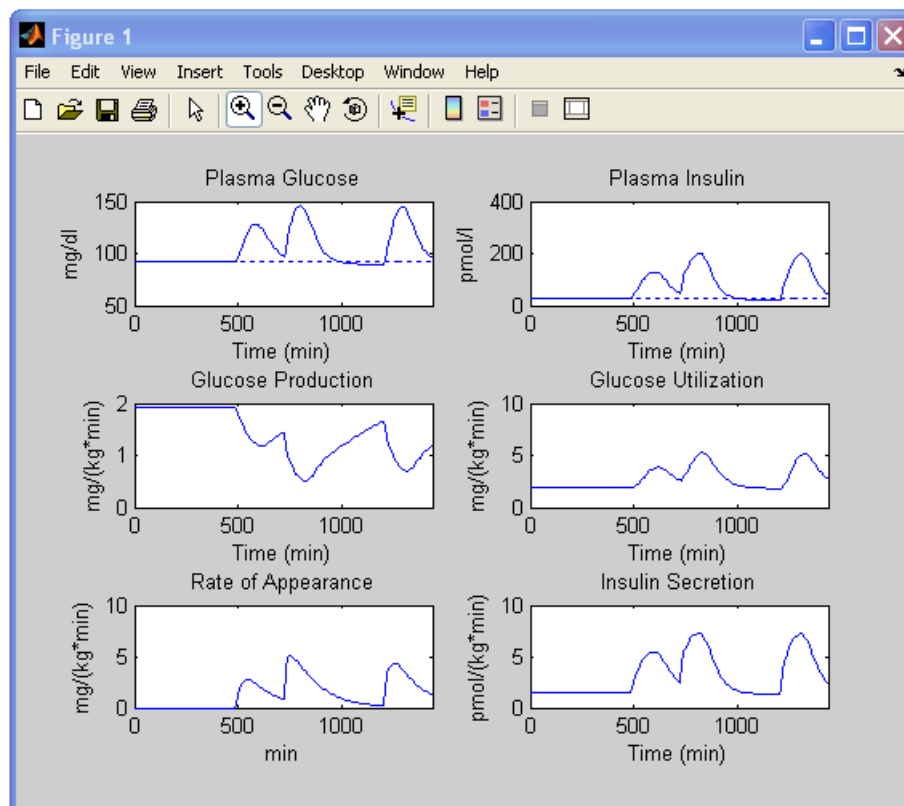 Figure 1
File Edit View Insert Tools Desktop Window Help
Plasma Glucose
mg/dl
150
100
50
0 500 1000
Time (min)
Plasma Insulin
pmol/l
400
200
0
0 500 1000
Time (min)
Glucose Production
mg/(kg*min)
2
1
0
0 500 1000
Time (min)
Glucose Utilization
mg/(kg*min)
10
5
0
0 500 1000
Time (min)
Rate of Appearance
mg/(kg*min)
10
5
0
0 500 1000
min
Insulin Secretion
pmol/(kg*min)
10
5
0
0 500 1000
Time (min)